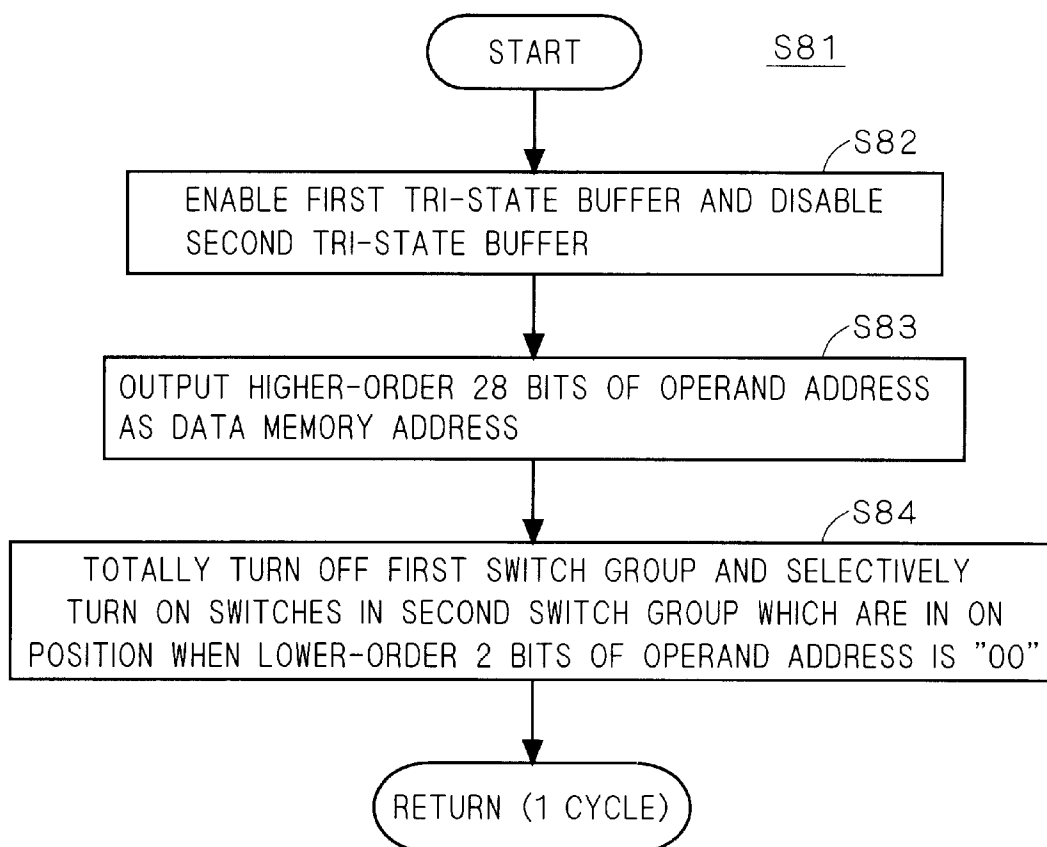 START
S81
S82
ENABLE FIRST TRI-STATE BUFFER AND DISABLE
SECOND TRI-STATE BUFFER
S83
OUTPUT HIGHER-ORDER 28 BITS OF OPERAND ADDRESS
AS DATA MEMORY ADDRESS
S84
TOTALLY TURN OFF FIRST SWITCH GROUP AND SELECTIVELY
TURN ON SWITCHES IN SECOND SWITCH GROUP WHICH ARE IN ON
POSITION WHEN LOWER-ORDER 2 BITS OF OPERAND ADDRESS IS "00"
RETURN (1 CYCLE)